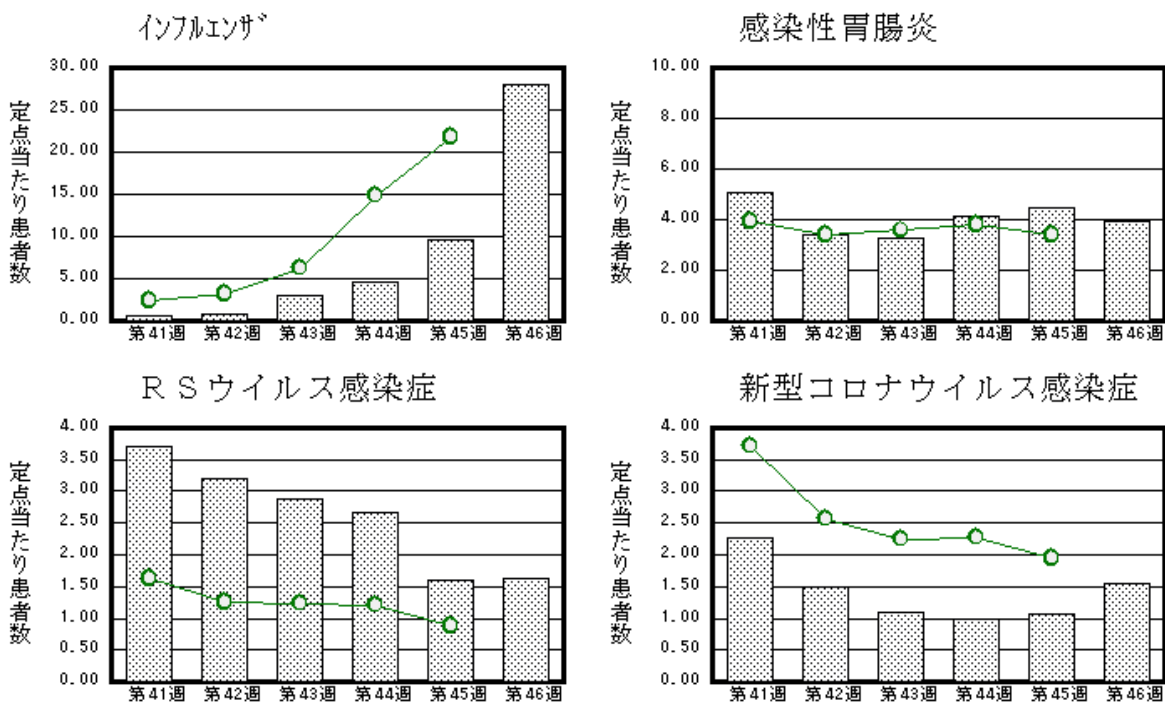 ｲﾝﾌﾙｴﾝｻﾞ
定点当たり患者数
30.00
25.00
20.00
15.00
10.00
5.00
0.00
第41週 第42週 第43週 第44週 第45週 第46週
感染性胃腸炎
定点当たり患者数
10.00
8.00
6.00
4.00
2.00
0.00
第41週 第42週 第43週 第44週 第45週 第46週
ＲＳウイルス感染症
定点当たり患者数
4.00
3.50
3.00
2.50
2.00
1.50
1.00
0.50
0.00
第41週 第42週 第43週 第44週 第45週 第46週
新型コロナウイルス感染症
定点当たり患者数
4.00
3.50
3.00
2.50
2.00
1.50
1.00
0.50
0.00
第41週 第42週 第43週 第44週 第45週 第46週